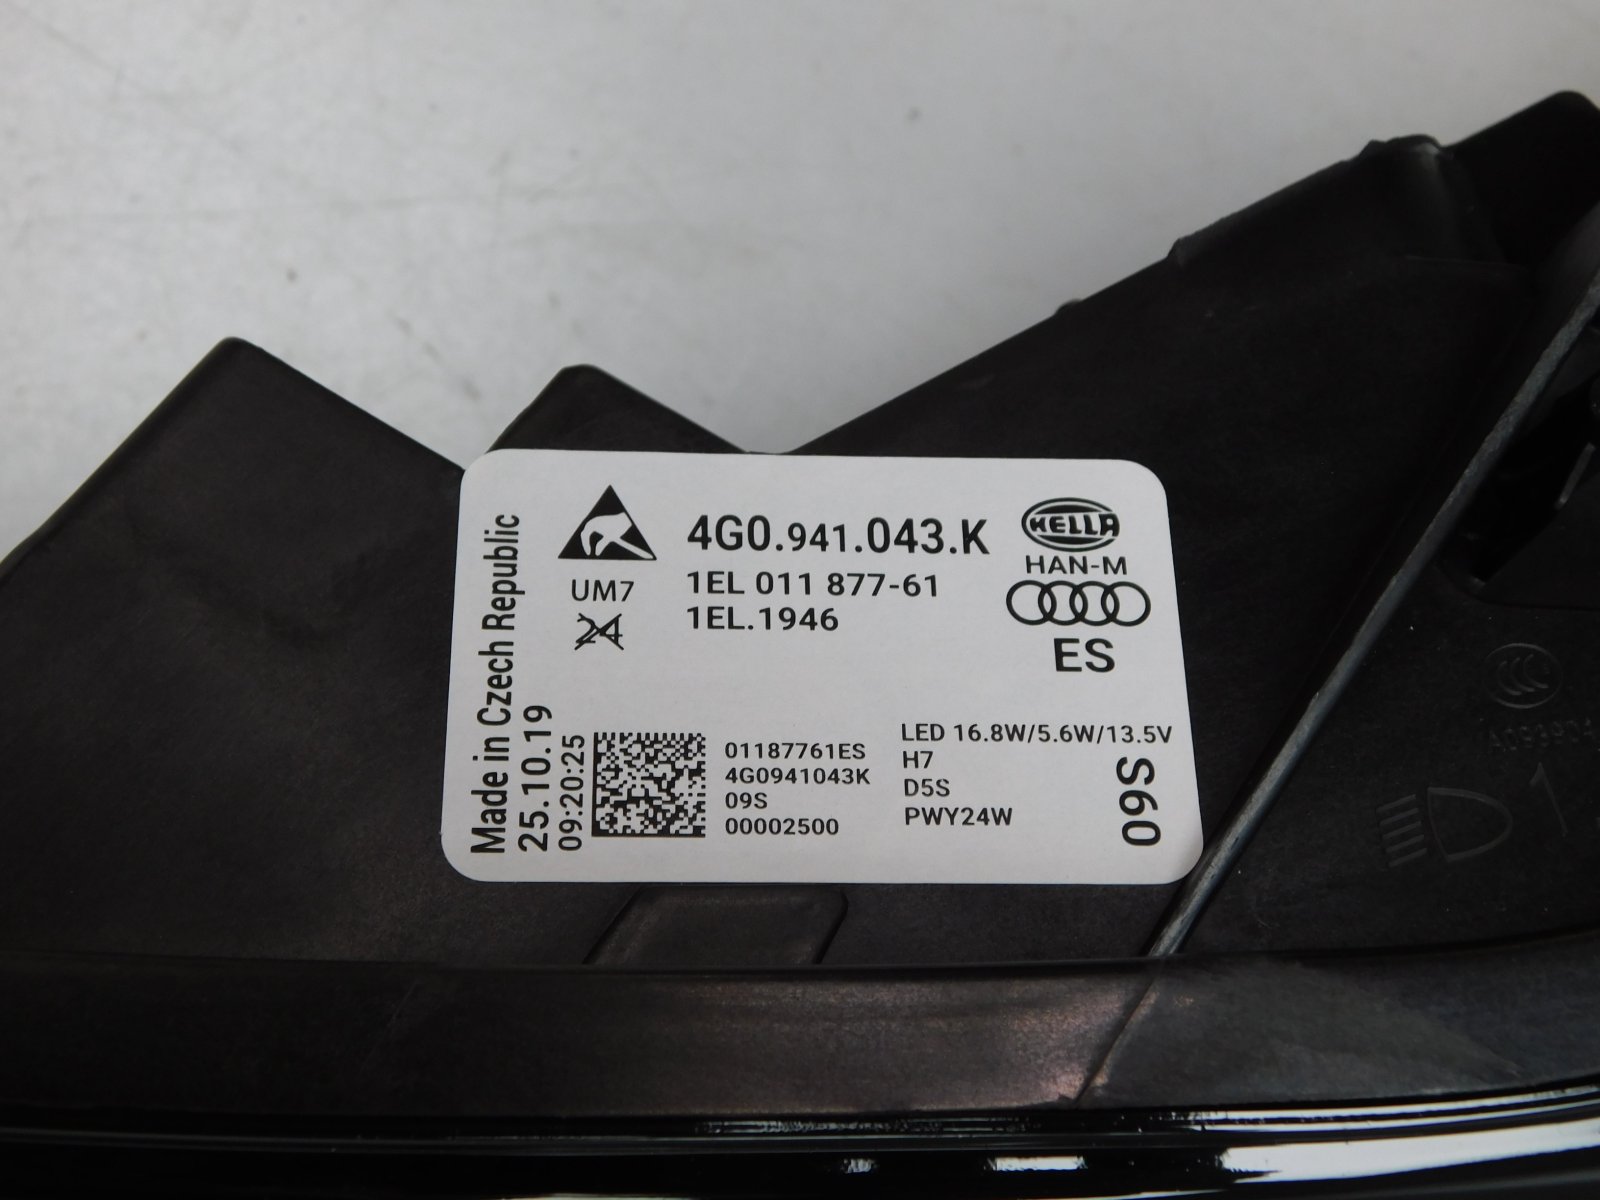 Made in Czech Republic
25.10.19
09:20:25
UM7
24
4G0.941.043.K
1EL 011 877-61
1EL.1946
HELLA
HAN-M
ES
01187761ES
4G0941043K
09S
00002500
LED 16.8W/5.6W/13.5V
H7
D5S
PWY24W
09S
CCC
1